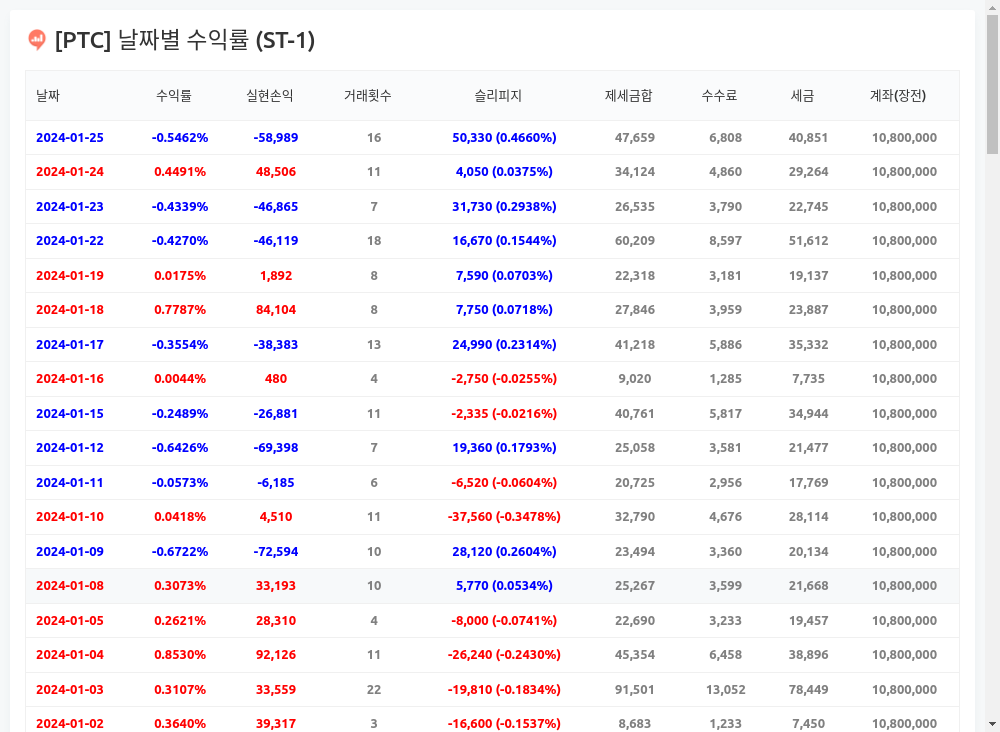 [PTC] 날짜별 수익률 (ST-1)
날짜 수익률 실현손익 거래횟수 슬리피지 제세금합 수수료 세금 계좌(장전)
2024-01-25 -0.5462% -58,989 16 50,330 (0.4660%) 47,659 6,808 40,851 10,800,000
2024-01-24 0.4491% 48,506 11 4,050 (0.0375%) 34,124 4,860 29,264 10,800,000
2024-01-23 -0.4339% -46,865 7 31,730 (0.2938%) 26,535 3,790 22,745 10,800,000
2024-01-22 -0.4270% -46,119 18 16,670 (0.1544%) 60,209 8,597 51,612 10,800,000
2024-01-19 0.0175% 1,892 8 7,590 (0.0703%) 22,318 3,181 19,137 10,800,000
2024-01-18 0.7787% 84,104 8 7,750 (0.0718%) 27,846 3,959 23,887 10,800,000
2024-01-17 -0.3554% -38,383 13 24,990 (0.2314%) 41,218 5,886 35,332 10,800,000
2024-01-16 0.0044% 480 4 -2,750 (-0.0255%) 9,020 1,285 7,735 10,800,000
2024-01-15 -0.2489% -26,881 11 -2,335 (-0.0216%) 40,761 5,817 34,944 10,800,000
2024-01-12 -0.6426% -69,398 7 19,360 (0.1793%) 25,058 3,581 21,477 10,800,000
2024-01-11 -0.0573% -6,185 6 -6,520 (-0.0604%) 20,725 2,956 17,769 10,800,000
2024-01-10 0.0418% 4,510 11 -37,560 (-0.3478%) 32,790 4,676 28,114 10,800,000
2024-01-09 -0.6722% -72,594 10 28,120 (0.2604%) 23,494 3,360 20,134 10,800,000
2024-01-08 0.3073% 33,193 10 5,770 (0.0534%) 25,267 3,599 21,668 10,800,000
2024-01-05 0.2621% 28,310 4 -8,000 (-0.0741%) 22,690 3,233 19,457 10,800,000
2024-01-04 0.8530% 92,126 11 -26,240 (-0.2430%) 45,354 6,458 38,896 10,800,000
2024-01-03 0.3107% 33,559 22 -19,810 (-0.1834%) 91,501 13,052 78,449 10,800,000
2024-01-02 0.3640% 39,317 3 -16,600 (-0.1537%) 8,683 1,233 7,450 10,800,000